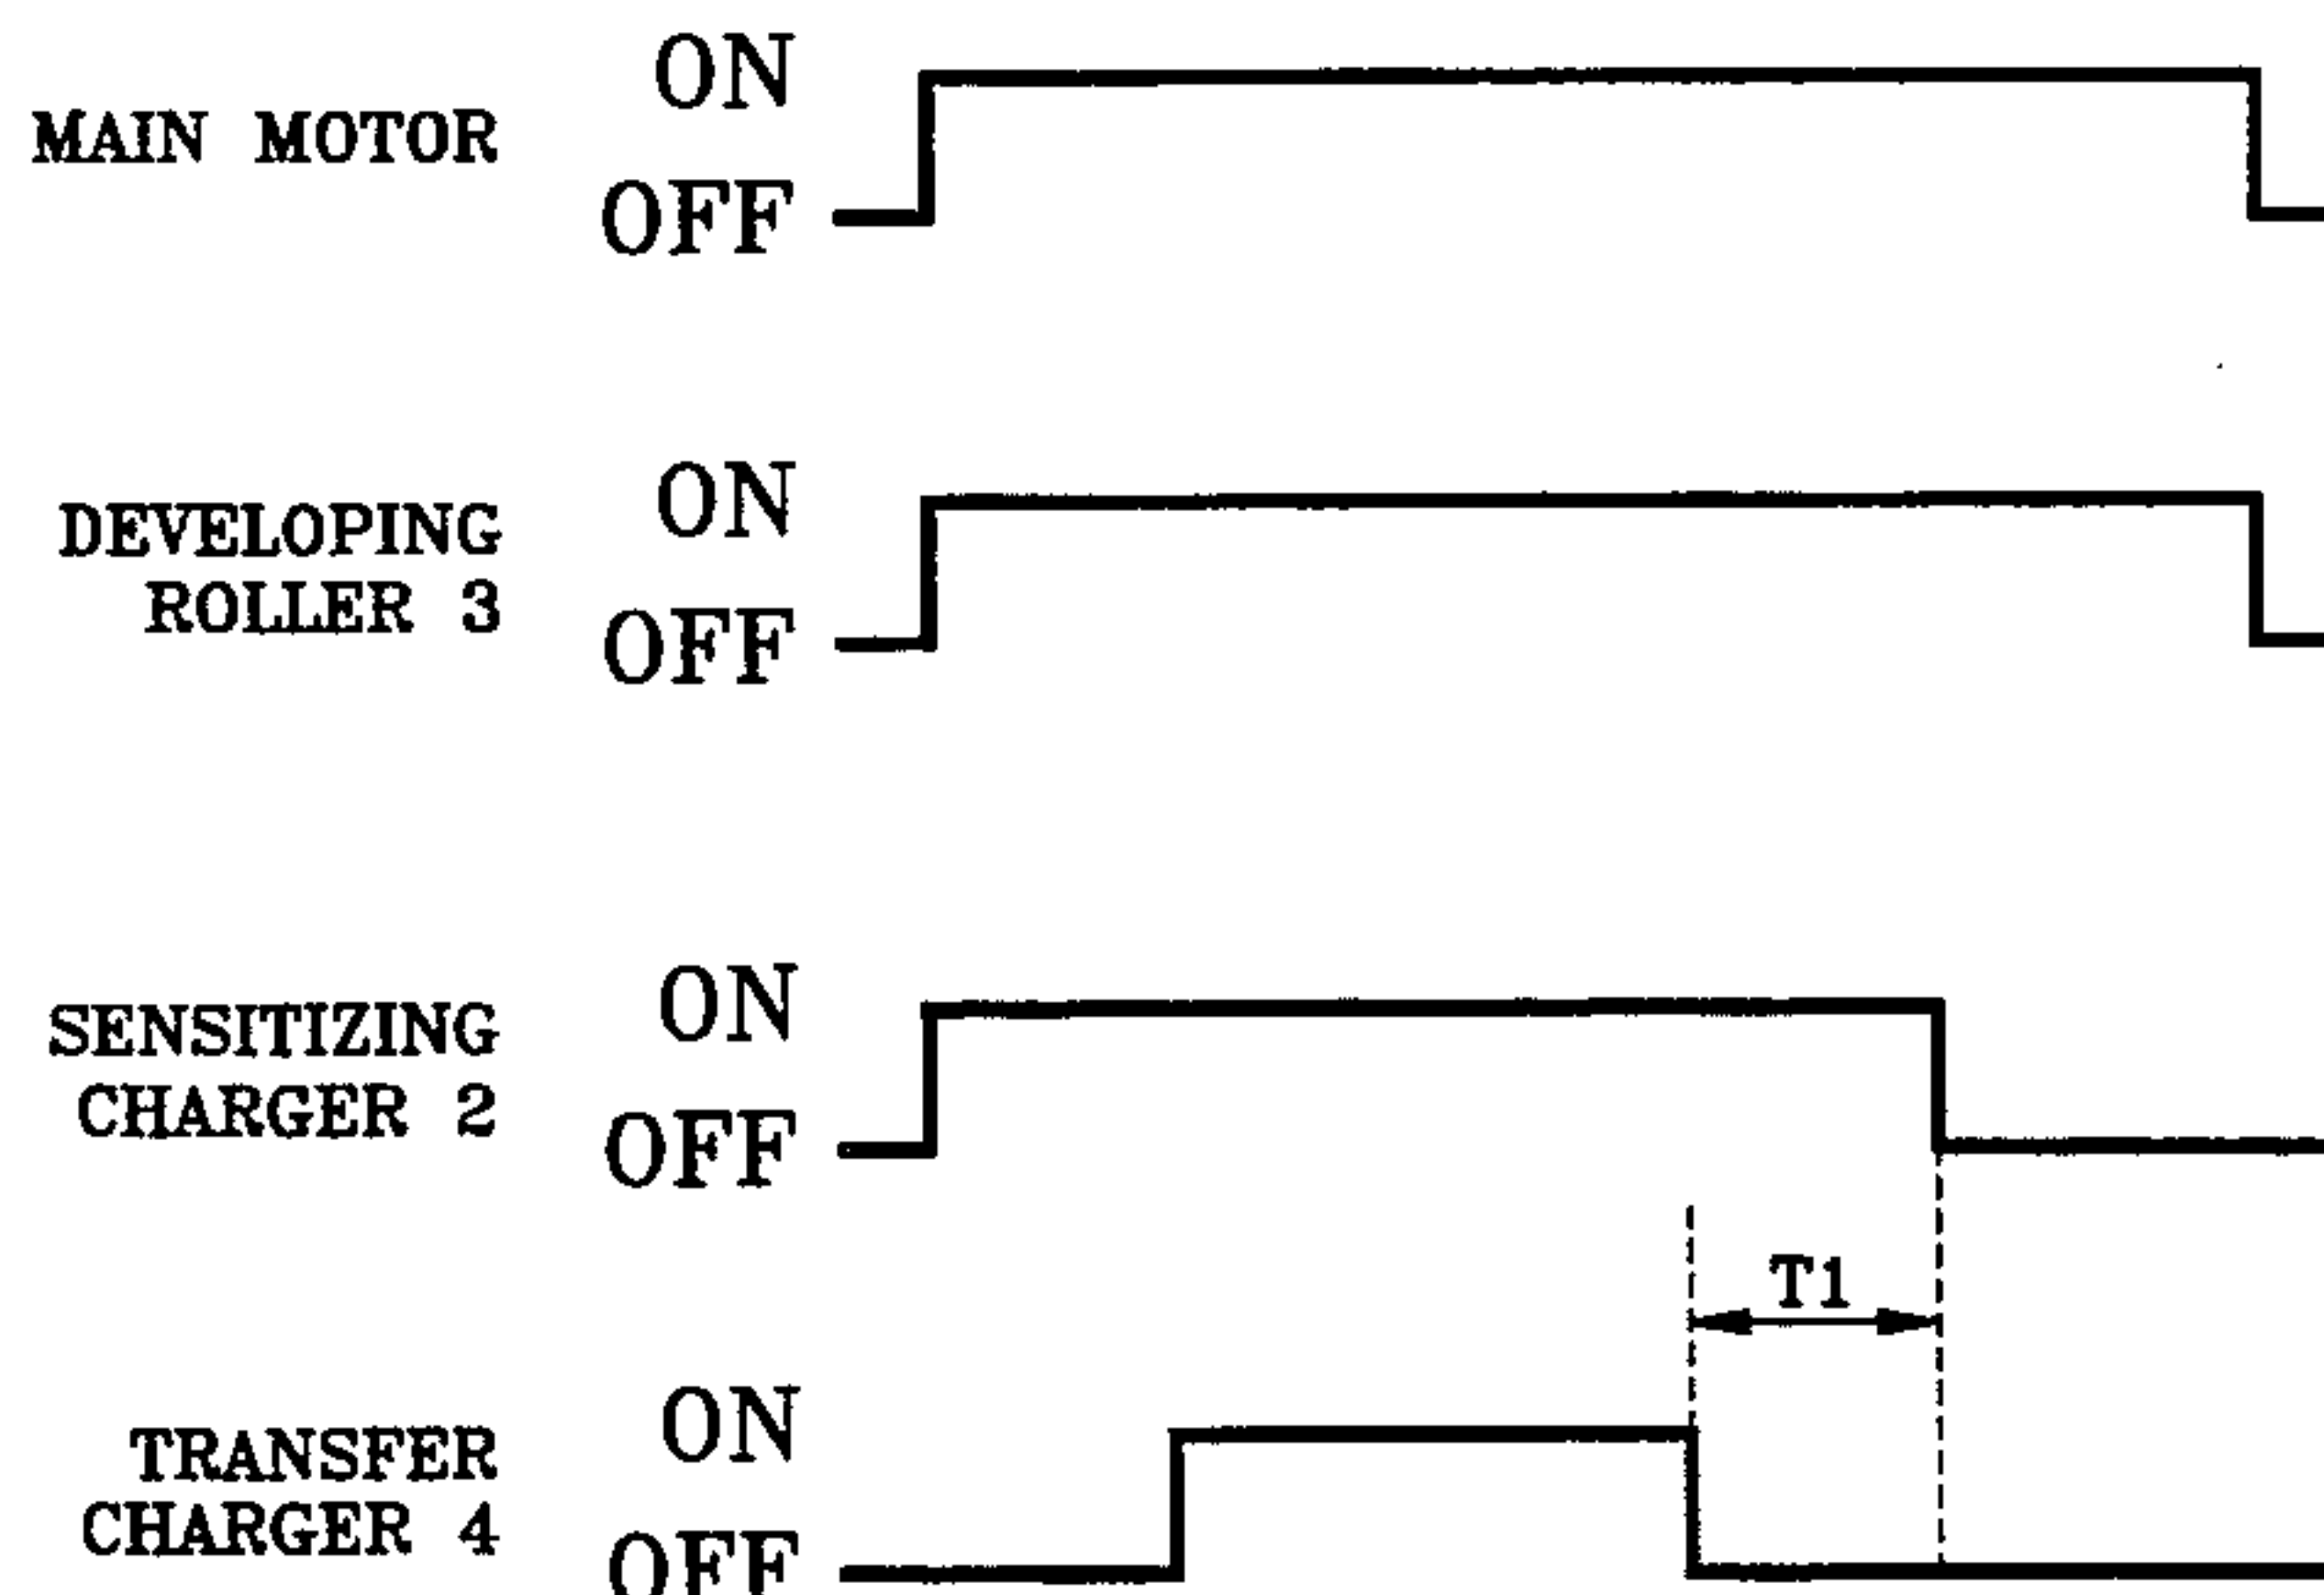 ON
MAIN MOTOR
OFF
ON
DEVELOPING
ROLLER 3
OFF
ON
SENSITIZING
CHARGER 2
OFF
T1
ON
TRANSFER
CHARGER 4
OFF